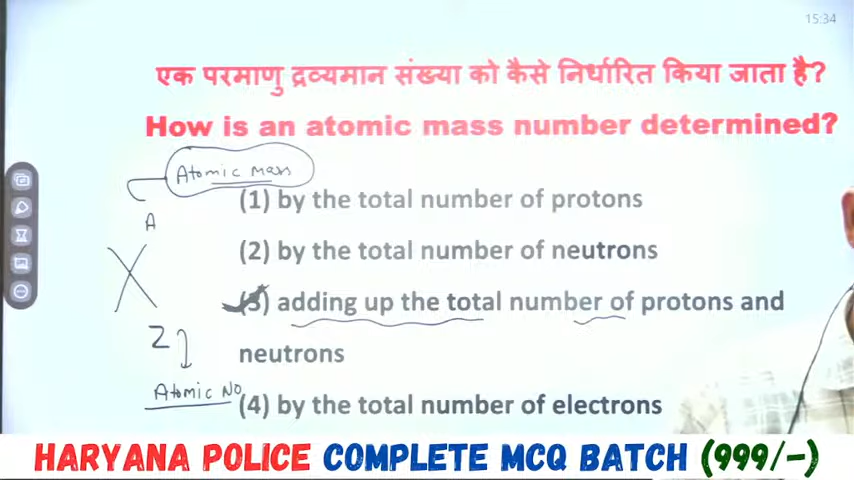 15:34
एक परमाणु द्रव्यमान संख्या को कैसे निर्धारित किया जाता है?
How is an atomic mass number determined?
Atomic mass
A
(1) by the total number of protons
(2) by the total number of neutrons
X
(3) adding up the total number of protons and
neutrons
Z
Atomic No
(4) by the total number of electrons
HARYANA POLICE COMPLETE MCQ BATCH (999/-)